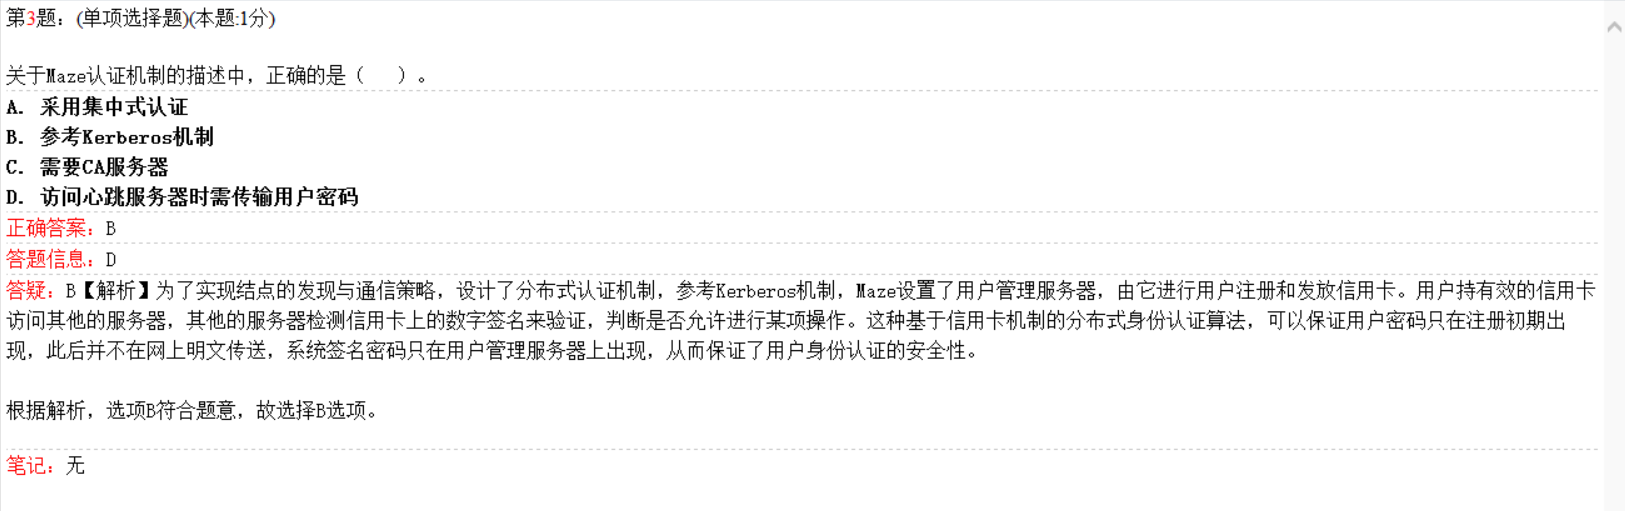 第3题：(单项选择题)(本题:1分)
关于Maze认证机制的描述中，正确的是（　）。
A. 采用集中式认证
B. 参考Kerberos机制
C. 需要CA服务器
D. 访问心跳服务器时需传输用户密码
正确答案：B
答题信息：D
答疑：B【解析】为了实现结点的发现与通信策略，设计了分布式认证机制，参考Kerberos机制，Maze设置了用户管理服务器，由它进行用户注册和发放信用卡。用户持有效的信用卡
访问其他的服务器，其他的服务器检测信用卡上的数字签名来验证，判断是否允许进行某项操作。这种基于信用卡机制的分布式身份认证算法，可以保证用户密码只在注册初期出
现，此后并不在网上明文传送，系统签名密码只在用户管理服务器上出现，从而保证了用户身份认证的安全性。
根据解析，选项B符合题意，故选择B选项。
笔记：无